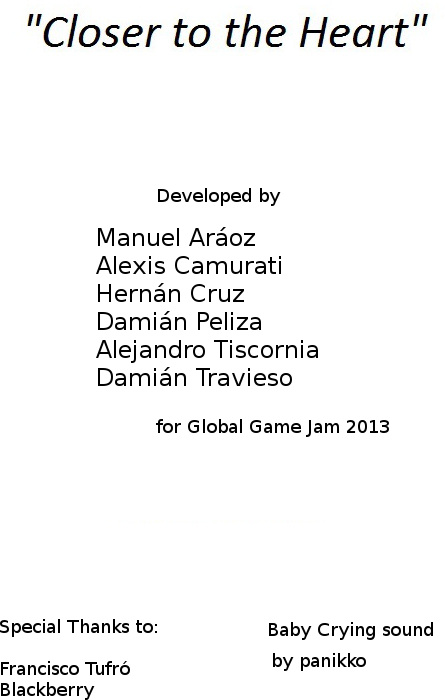 "Closer to the Heart"
Developed by
Manuel Aráoz
Alexis Camurati
Hernán Cruz
Damián Peliza
Alejandro Tiscornia
Damián Travieso
for Global Game Jam 2013
Special Thanks to:
Francisco Tufró
Blackberry
Baby Crying sound
by panikko